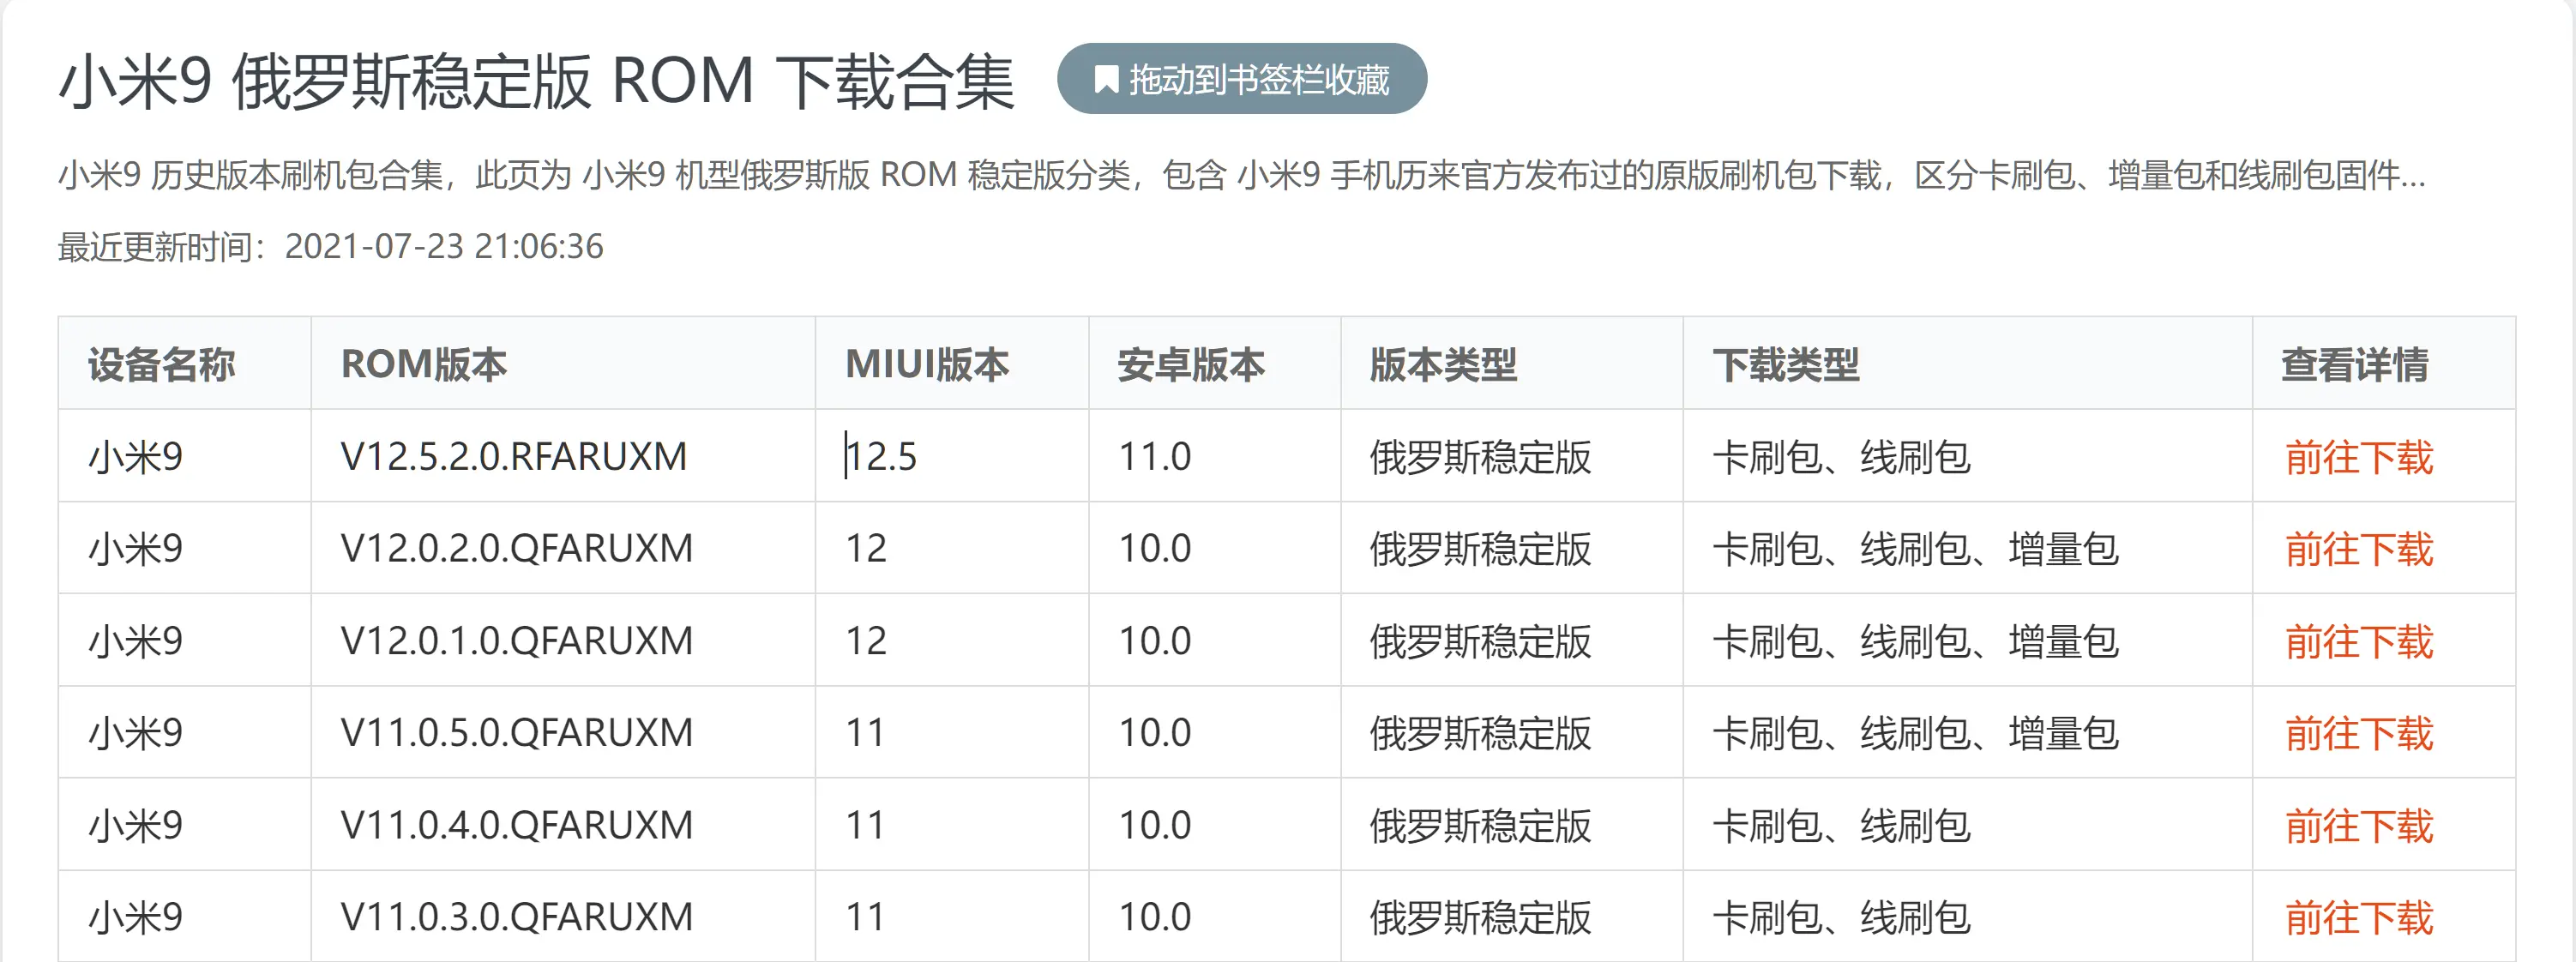 小米9 俄罗斯稳定版 ROM 下载合集 拖动到书签栏收藏
小米9 历史版本刷机包合集，此页为 小米9 机型俄罗斯版 ROM 稳定版分类，包含 小米9 手机历来官方发布过的原版刷机包下载，区分卡刷包、增量包和线刷包固件...
最近更新时间：2021-07-23 21:06:36
设备名称 ROM版本 MIUI版本 安卓版本 版本类型 下载类型 查看详情
小米9 V12.5.2.0.RFARUXM 12.5 11.0 俄罗斯稳定版 卡刷包、线刷包 前往下载
小米9 V12.0.2.0.QFARUXM 12 10.0 俄罗斯稳定版 卡刷包、线刷包、增量包 前往下载
小米9 V12.0.1.0.QFARUXM 12 10.0 俄罗斯稳定版 卡刷包、线刷包、增量包 前往下载
小米9 V11.0.5.0.QFARUXM 11 10.0 俄罗斯稳定版 卡刷包、线刷包、增量包 前往下载
小米9 V11.0.4.0.QFARUXM 11 10.0 俄罗斯稳定版 卡刷包、线刷包 前往下载
小米9 V11.0.3.0.QFARUXM 11 10.0 俄罗斯稳定版 卡刷包、线刷包 前往下载